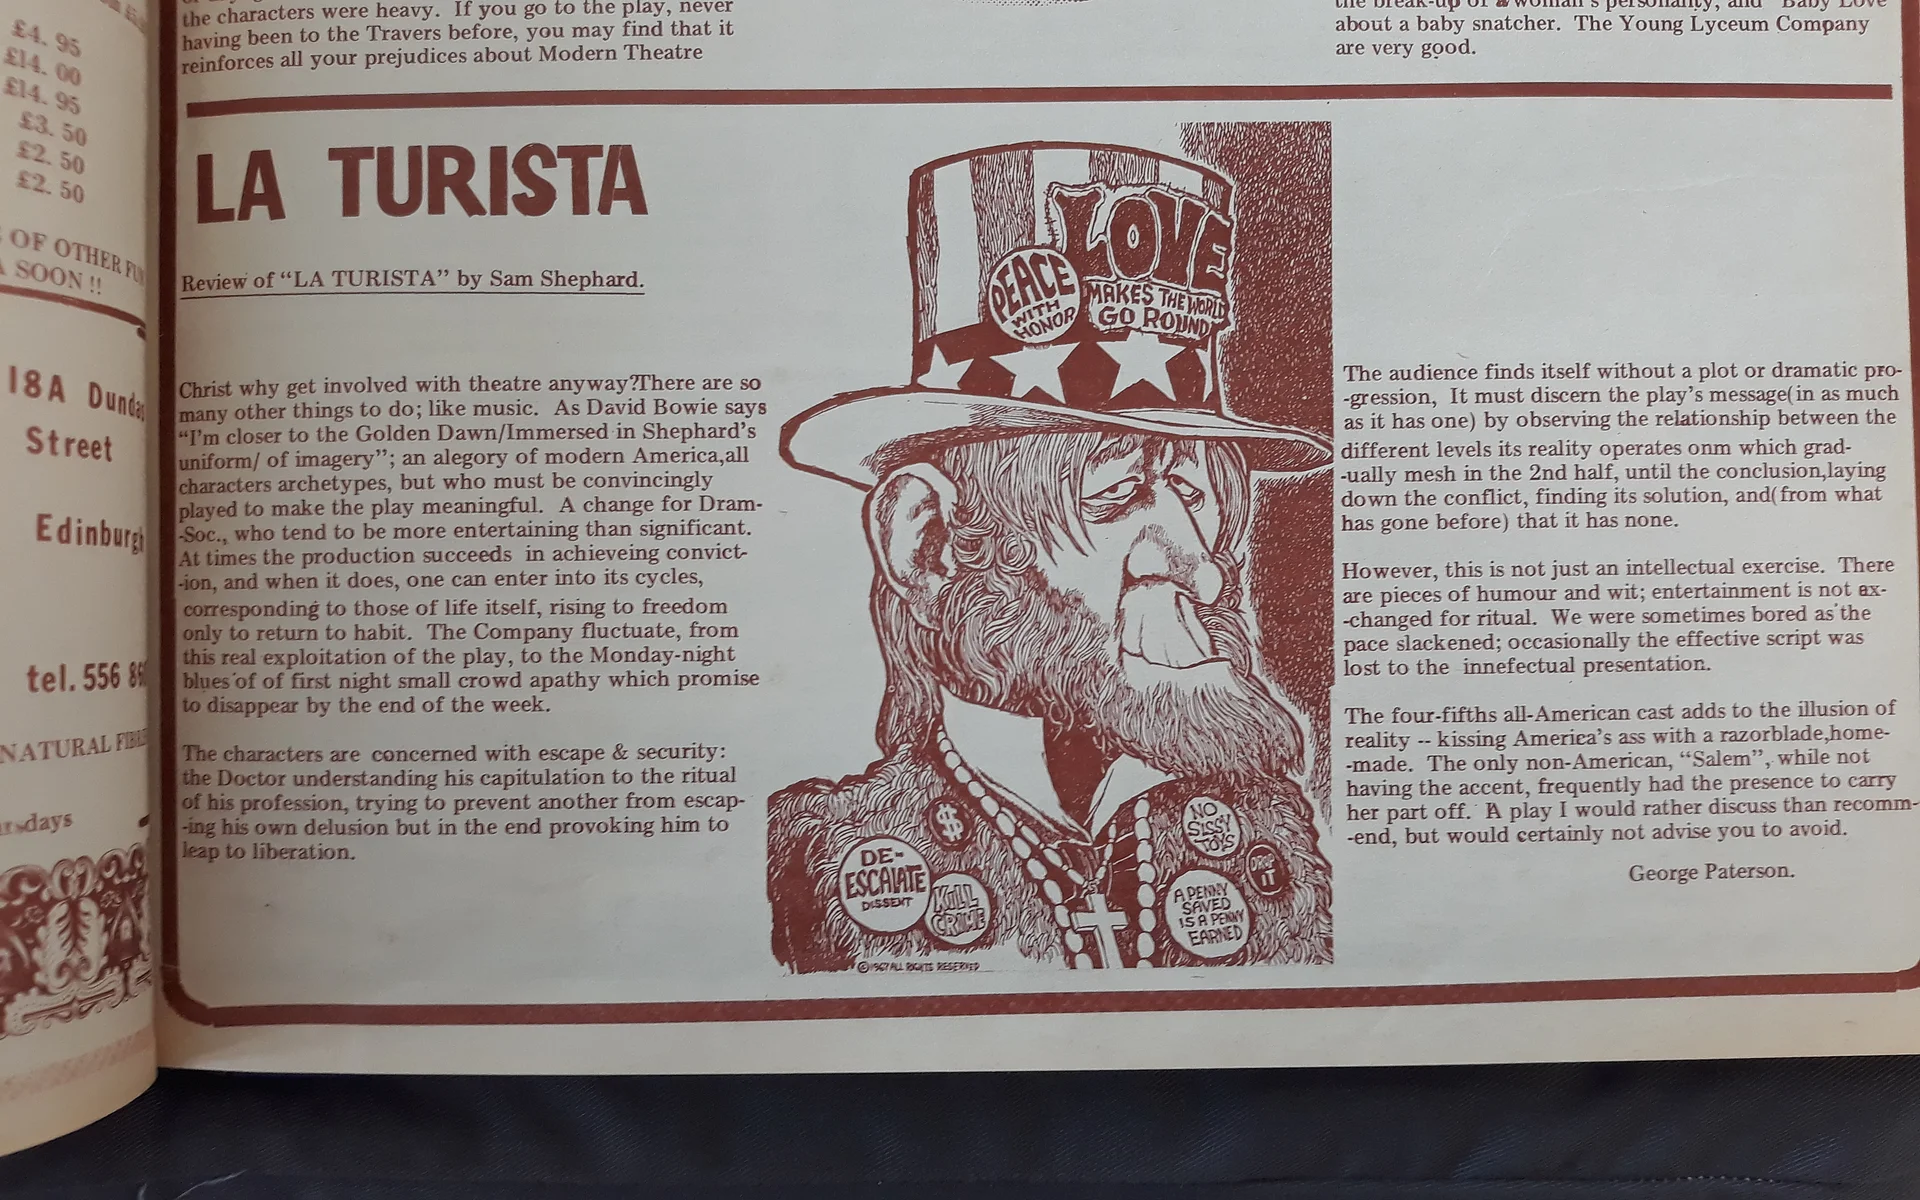 £4. 95
£14. 00
£14. 95
£3. 50
£2. 50
£2. 50
OF OTHER
SOON !!
18A Dundas
Street
Edinburgh
tel. 556
NATURAL
the characters were heavy. If you go to the play, never
having been to the Travers before, you may find that it
reinforces all your prejudices about Modern Theatre
the break-up of a woman's personality, and "Baby Love"
about a baby snatcher. The Young Lyceum Company
are very good.
LA TURISTA
Review of "LA TURISTA" by Sam Shephard.
Christ why get involved with theatre anyway?There are so
many other things to do; like music. As David Bowie says
"I'm closer to the Golden Dawn/Immersed in Shephard's
uniform/ of imagery"; an alegory of modern America,all
characters archetypes, but who must be convincingly
played to make the play meaningful. A change for Dram-
-Soc., who tend to be more entertaining than significant.
At times the production succeeds in achieveing convict-
-ion, and when it does, one can enter into its cycles,
corresponding to those of life itself, rising to freedom
only to return to habit. The Company fluctuate, from
this real exploitation of the play, to the Monday-night
blues of of first night small crowd apathy which promise
to disappear by the end of the week.
The characters are concerned with escape & security:
the Doctor understanding his capitulation to the ritual
of his profession, trying to prevent another from escap-
-ing his own delusion but in the end provoking him to
leap to liberation.
LOVE
MAKES THE WORLD
GO ROUND
PEACE
WITH
HONOR
$
DE-
ESCALATE
DISSENT
KILL
CRIME
NO
SISSY
TOYS
DROP
IT
A PENNY
SAVED
IS A PENNY
EARNED
© 1967 ALL RIGHTS RESERVED
The audience finds itself without a plot or dramatic pro-
-gression, It must discern the play's message(in as much
as it has one) by observing the relationship between the
different levels its reality operates onm which grad-
-ually mesh in the 2nd half, until the conclusion,laying
down the conflict, finding its solution, and(from what
has gone before) that it has none.
However, this is not just an intellectual exercise. There
are pieces of humour and wit; entertainment is not ex-
-changed for ritual. We were sometimes bored as the
pace slackened; occasionally the effective script was
lost to the innefectual presentation.
The four-fifths all-American cast adds to the illusion of
reality -- kissing America's ass with a razorblade,home-
-made. The only non-American, "Salem", while not
having the accent, frequently had the presence to carry
her part off. A play I would rather discuss than recomm-
-end, but would certainly not advise you to avoid.
George Paterson.